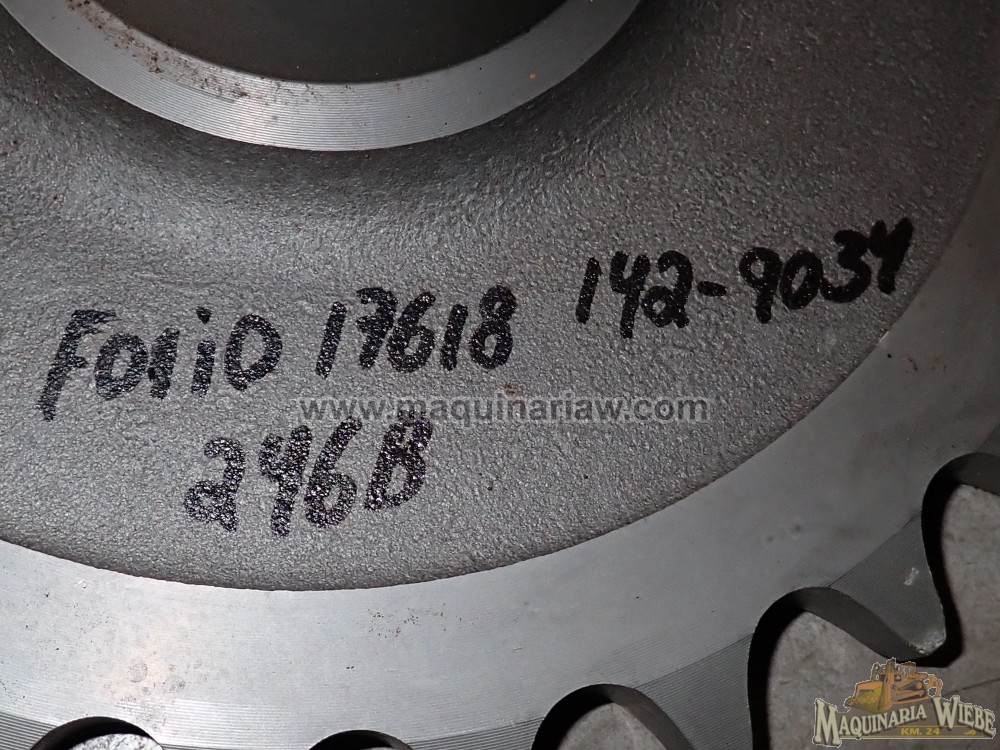 FOliO 17618 142-9034
www.maquinariaw.com
246B
MAQUINARIA WIEBE
KM. 24